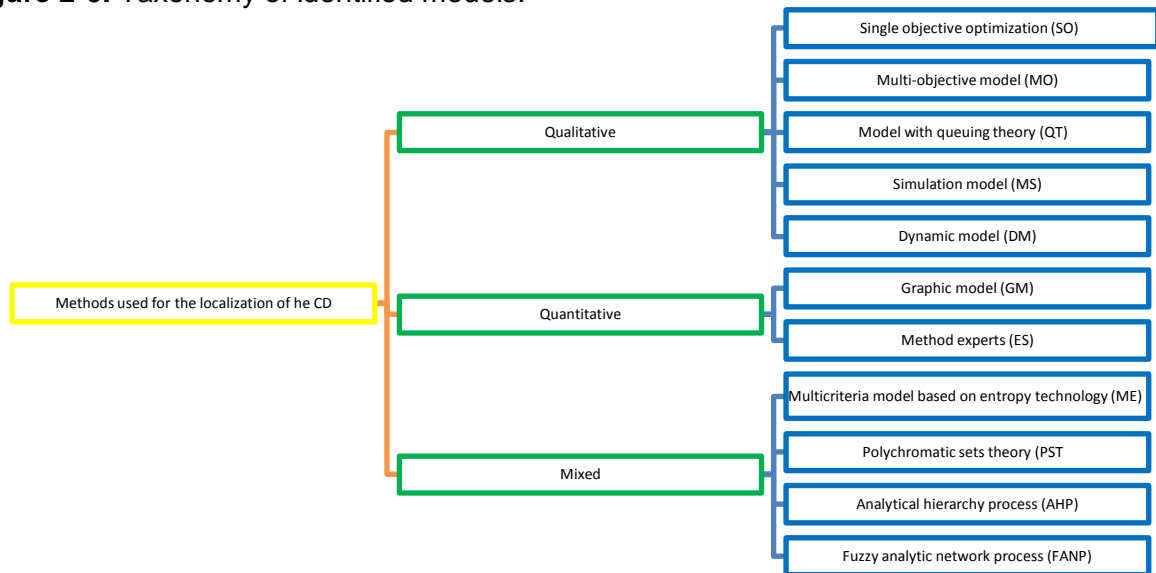 Taxonomy of identified models.
Single objective optimization (SO)
Multi-objective model (MO)
Qualitative
Model with queuing theory (QT)
Simulation model (MS)
Dynamic model (DM)
Methods used for the localization of he CD
Graphic model (GM)
Quantitative
Method experts (ES)
Multicriteria model based on entropy technology (ME)
Polychromatic sets theory (PST
Mixed
Analytical hierarchy process (AHP)
Fuzzy analytic network process (FANP)